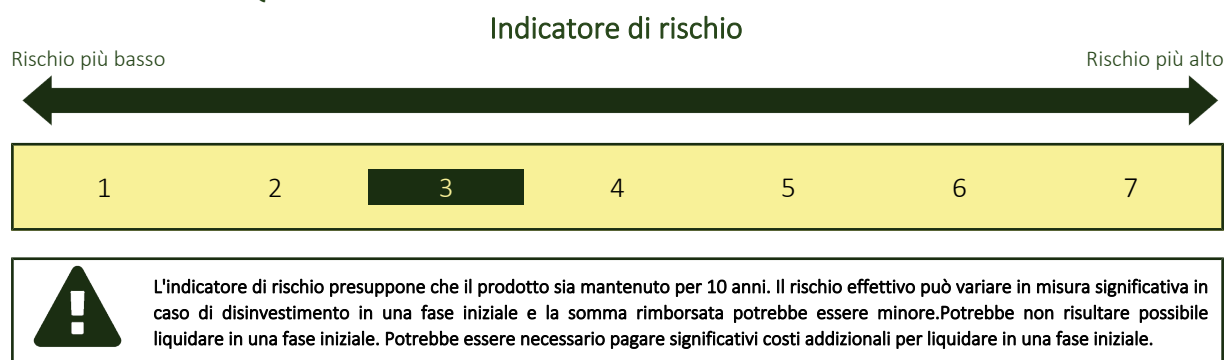 Indicatore di rischio
Rischio più basso
Rischio più alto
1 2 3 4 5 6 7
L'indicatore di rischio presuppone che il prodotto sia mantenuto per 10 anni. Il rischio effettivo può variare in misura significativa in
caso di disinvestimento in una fase iniziale e la somma rimborsata potrebbe essere minore.Potrebbe non risultare possibile
liquidare in una fase iniziale. Potrebbe essere necessario pagare significativi costi addizionali per liquidare in una fase iniziale.